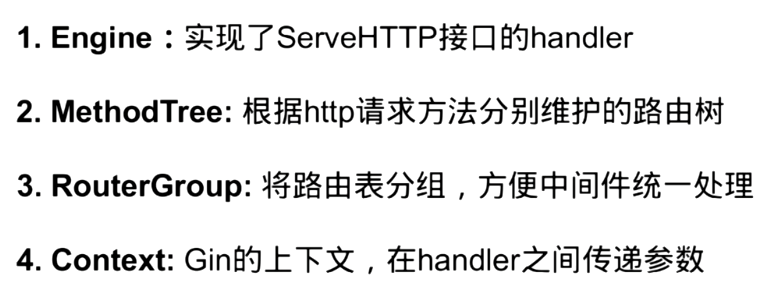 1. Engine：实现了ServeHTTP接口的handler
2. MethodTree: 根据http请求方法分别维护的路由树
3. RouterGroup: 将路由表分组，方便中间件统一处理
4. Context: Gin的上下文，在handler之间传递参数